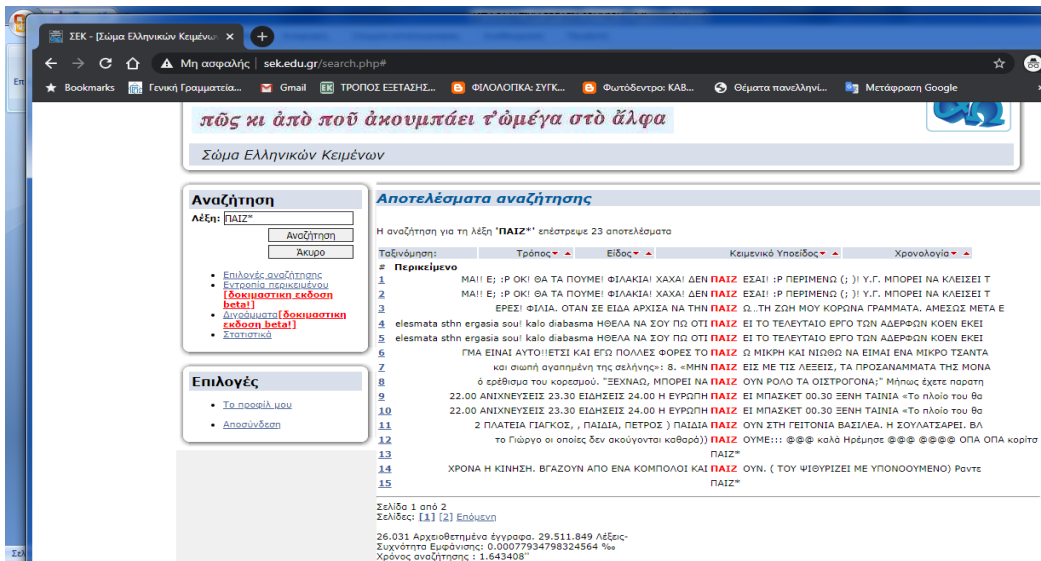 ΣΕΚ - [Σώμα Ελληνικών Κειμένων
Επι
Μη ασφαλής | sek.edu.gr/search.php#
Bookmarks Γενική Γραμματεία... Gmail ΤΡΟΠΟΣ ΕΞΕΤΑΣΗΣ... ΦΙΛΟΛΟΓΙΚΑ: ΣΥΓΚ... Φωτόδεντρο: ΚΑΒ... Θέματα πανελλήνι... Μετάφραση Google
πῶς κι ἀπὸ ποῦ ἀκουμπάει τ'ὠμέγα στὸ ἄλφα
Σώμα Ελληνικών Κειμένων
Αναζήτηση
Λέξη: ΠΑΙΖ*
Αναζήτηση
Άκυρο
Επιλογές αναζήτησης
Εντροπία περικειμένου
[δοκιμαστικη εκδοση
beta!]
Διγράμματα[δοκιμαστικη
εκδοση beta!]
Στατιστικά
Επιλογές
Το προφίλ μου
Αποσύνδεση
Αποτελέσματα αναζήτησης
Η αναζήτηση για τη λέξη 'ΠΑΙΖ*' επέστρεψε 23 αποτελέσματα
Ταξινόμηση: Τρόπος Είδος Κειμενικό Υποείδος Χρονολογία
# Περικείμενο
1 ΜΑ!! Ε; :Ρ ΟΚ! ΘΑ ΤΑ ΠΟΥΜΕ! ΦΙΛΑΚΙΑ! ΧΑΧΑ! ΔΕΝ ΠΑΙΖ ΕΣΑΙ! :Ρ ΠΕΡΙΜΕΝΩ (; )! Υ.Γ. ΜΠΟΡΕΙ ΝΑ ΚΛΕΙΣΕΙ Τ
2 ΜΑ!! Ε; :Ρ ΟΚ! ΘΑ ΤΑ ΠΟΥΜΕ! ΦΙΛΑΚΙΑ! ΧΑΧΑ! ΔΕΝ ΠΑΙΖ ΕΣΑΙ! :Ρ ΠΕΡΙΜΕΝΩ (; )! Υ.Γ. ΜΠΟΡΕΙ ΝΑ ΚΛΕΙΣΕΙ Τ
3 ΕΡΕΣ! ΦΙΛΙΑ. ΟΤΑΝ ΣΕ ΕΙΔΑ ΑΡΧΙΣΑ ΝΑ ΤΗΝ ΠΑΙΖ Ω...ΤΗ ΖΩΗ ΜΟΥ ΚΟΡΩΝΑ ΓΡΑΜΜΑΤΑ. ΑΜΕΣΩΣ ΜΕΤΑ Ε
4 elesmata sthn ergasia sou! kalo diabasma ΗΘΕΛΑ ΝΑ ΣΟΥ ΠΩ ΟΤΙ ΠΑΙΖ ΕΙ ΤΟ ΤΕΛΕΥΤΑΙΟ ΕΡΓΟ ΤΩΝ ΑΔΕΡΦΩΝ ΚΟΕΝ ΕΚΕΙ
5 elesmata sthn ergasia sou! kalo diabasma ΗΘΕΛΑ ΝΑ ΣΟΥ ΠΩ ΟΤΙ ΠΑΙΖ ΕΙ ΤΟ ΤΕΛΕΥΤΑΙΟ ΕΡΓΟ ΤΩΝ ΑΔΕΡΦΩΝ ΚΟΕΝ ΕΚΕΙ
6 ΓΜΑ ΕΙΝΑΙ ΑΥΤΟ!!ΕΤΣΙ ΚΑΙ ΕΓΩ ΠΟΛΛΕΣ ΦΟΡΕΣ ΤΟ ΠΑΙΖ Ω ΜΙΚΡΗ ΚΑΙ ΝΙΩΘΩ ΝΑ ΕΙΜΑΙ ΕΝΑ ΜΙΚΡΟ ΤΣΑΝΤΑ
7 και σιωπή αγαπημένη της σελήνης»: 8. «ΜΗΝ ΠΑΙΖ ΕΙΣ ΜΕ ΤΙΣ ΛΕΞΕΙΣ, ΤΑ ΠΡΟΣΑΝΑΜΜΑΤΑ ΤΗΣ ΜΟΝΑ
8 ό ερέθισμα του κορεσμού. "ΞΕΧΝΑΩ, ΜΠΟΡΕΙ ΝΑ ΠΑΙΖ ΟΥΝ ΡΟΛΟ ΤΑ ΟΙΣΤΡΟΓΟΝΑ;" Μήπως έχετε παρατη
9 22.00 ΑΝΙΧΝΕΥΣΕΙΣ 23.30 ΕΙΔΗΣΕΙΣ 24.00 Η ΕΥΡΩΠΗ ΠΑΙΖ ΕΙ ΜΠΑΣΚΕΤ 00.30 ΞΕΝΗ ΤΑΙΝΙΑ «Το πλοίο του θα
10 22.00 ΑΝΙΧΝΕΥΣΕΙΣ 23.30 ΕΙΔΗΣΕΙΣ 24.00 Η ΕΥΡΩΠΗ ΠΑΙΖ ΕΙ ΜΠΑΣΚΕΤ 00.30 ΞΕΝΗ ΤΑΙΝΙΑ «Το πλοίο του θα
11 2 ΠΛΑΤΕΙΑ ΓΙΑΓΚΟΣ, , ΠΑΙΔΙΑ, ΠΕΤΡΟΣ ) ΠΑΙΔΙΑ ΠΑΙΖ ΟΥΝ ΣΤΗ ΓΕΙΤΟΝΙΑ ΒΑΣΙΛΕΑ. Η ΣΟΥΛΑΤΣΑΡΕΙ. ΒΛ
12 το Γιώργο οι οποίες δεν ακούγονται καθαρά)) ΠΑΙΖ ΟΥΜΕ::: @@@ καλά Ηρέμησε @@@ @@@@ ΟΠΑ ΟΠΑ κορίτσ
13 ΠΑΙΖ*
14 ΧΡΟΝΑ Η ΚΙΝΗΣΗ. ΒΓΑΖΟΥΝ ΑΠΟ ΕΝΑ ΚΟΜΠΟΛΟΙ ΚΑΙ ΠΑΙΖ ΟΥΝ. ( ΤΟΥ ΨΙΘΥΡΙΖΕΙ ΜΕ ΥΠΟΝΟΟΥΜΕΝΟ) Ραντε
15 ΠΑΙΖ*
Σελίδα 1 από 2
Σελίδες: [1] [2] Επόμενη
26.031 Αρχειοθετημένα έγγραφα. 29.511.849 Λέξεις-
Συχνότητα Εμφάνισης: 0.00077934798324564 ‰
Χρόνος αναζήτησης : 1.643408''